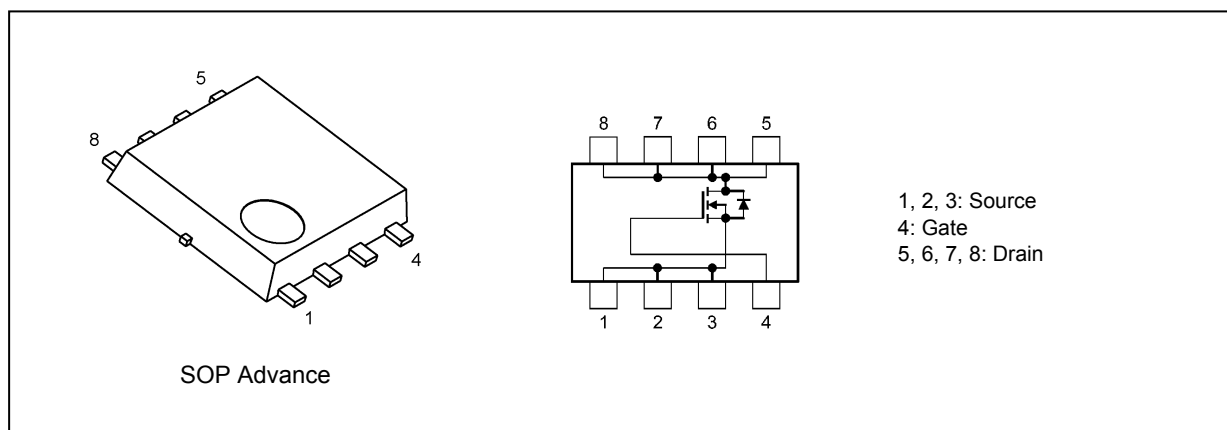 5
8
4
1
SOP Advance
8 7 6 5
1 2 3 4
1, 2, 3: Source
4: Gate
5, 6, 7, 8: Drain